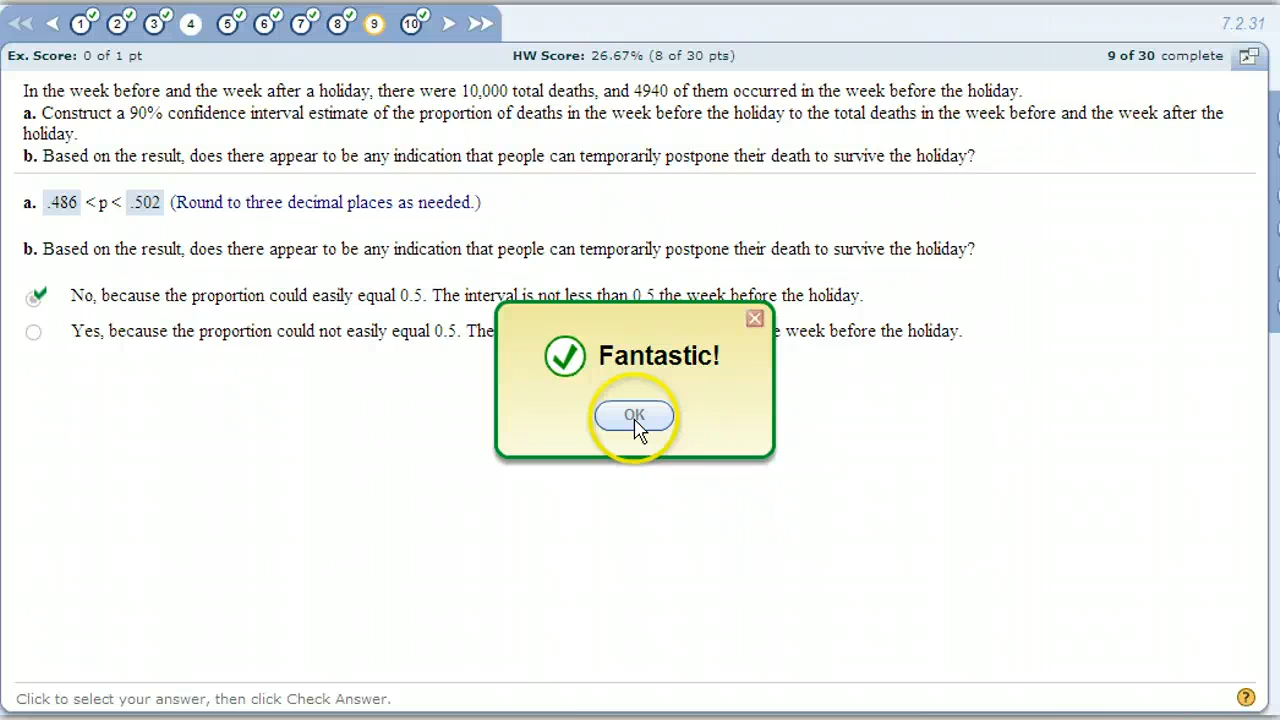 1 2 3 4 5 6 7 8 9 10 7.2.31
Ex. Score: 0 of 1 pt HW Score: 26.67% (8 of 30 pts) 9 of 30 complete
In the week before and the week after a holiday, there were 10,000 total deaths, and 4940 of them occurred in the week before the holiday.
a. Construct a 90% confidence interval estimate of the proportion of deaths in the week before the holiday to the total deaths in the week before and the week after the
holiday.
b. Based on the result, does there appear to be any indication that people can temporarily postpone their death to survive the holiday?
a. .486 < p < .502 (Round to three decimal places as needed.)
b. Based on the result, does there appear to be any indication that people can temporarily postpone their death to survive the holiday?
No, because the proportion could easily equal 0.5. The interval is not less than 0.5 the week before the holiday.
Yes, because the proportion could not easily equal 0.5. The week before the holiday.
Fantastic!
OK
Click to select your answer, then click Check Answer.
?